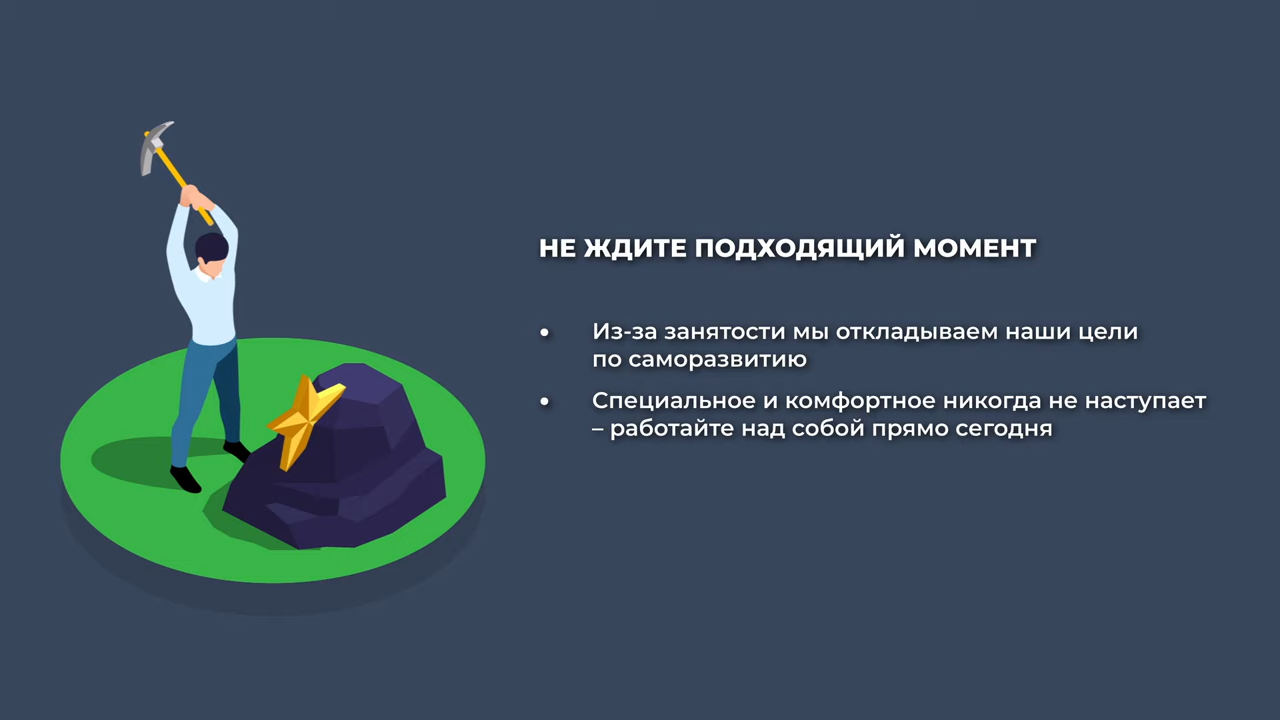 НЕ ЖДИТЕ ПОДХОДЯЩИЙ МОМЕНТ
• Из-за занятости мы откладываем наши цели
по саморазвитию
• Специальное и комфортное никогда не наступает
– работайте над собой прямо сегодня